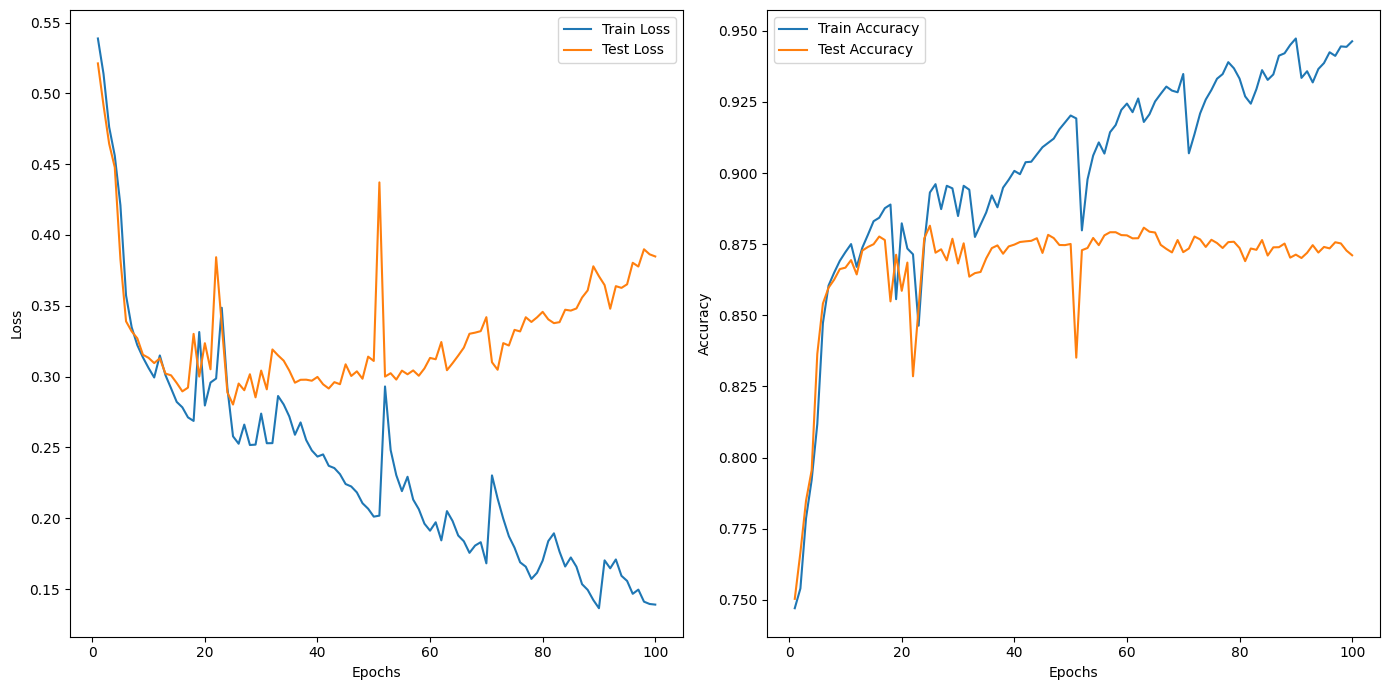 0.55
0.50
0.45
0.40
0.35
0.30
0.25
0.20
0.15
Loss
0 20 40 60 80 100
Epochs
Train Loss
Test Loss
0.950
0.925
0.900
0.875
0.850
0.825
0.800
0.775
0.750
Accuracy
0 20 40 60 80 100
Epochs
Train Accuracy
Test Accuracy